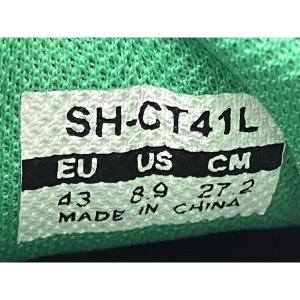 SH-CT41L
EU US CM
43 8.9 27.2
MADE IN CHINA